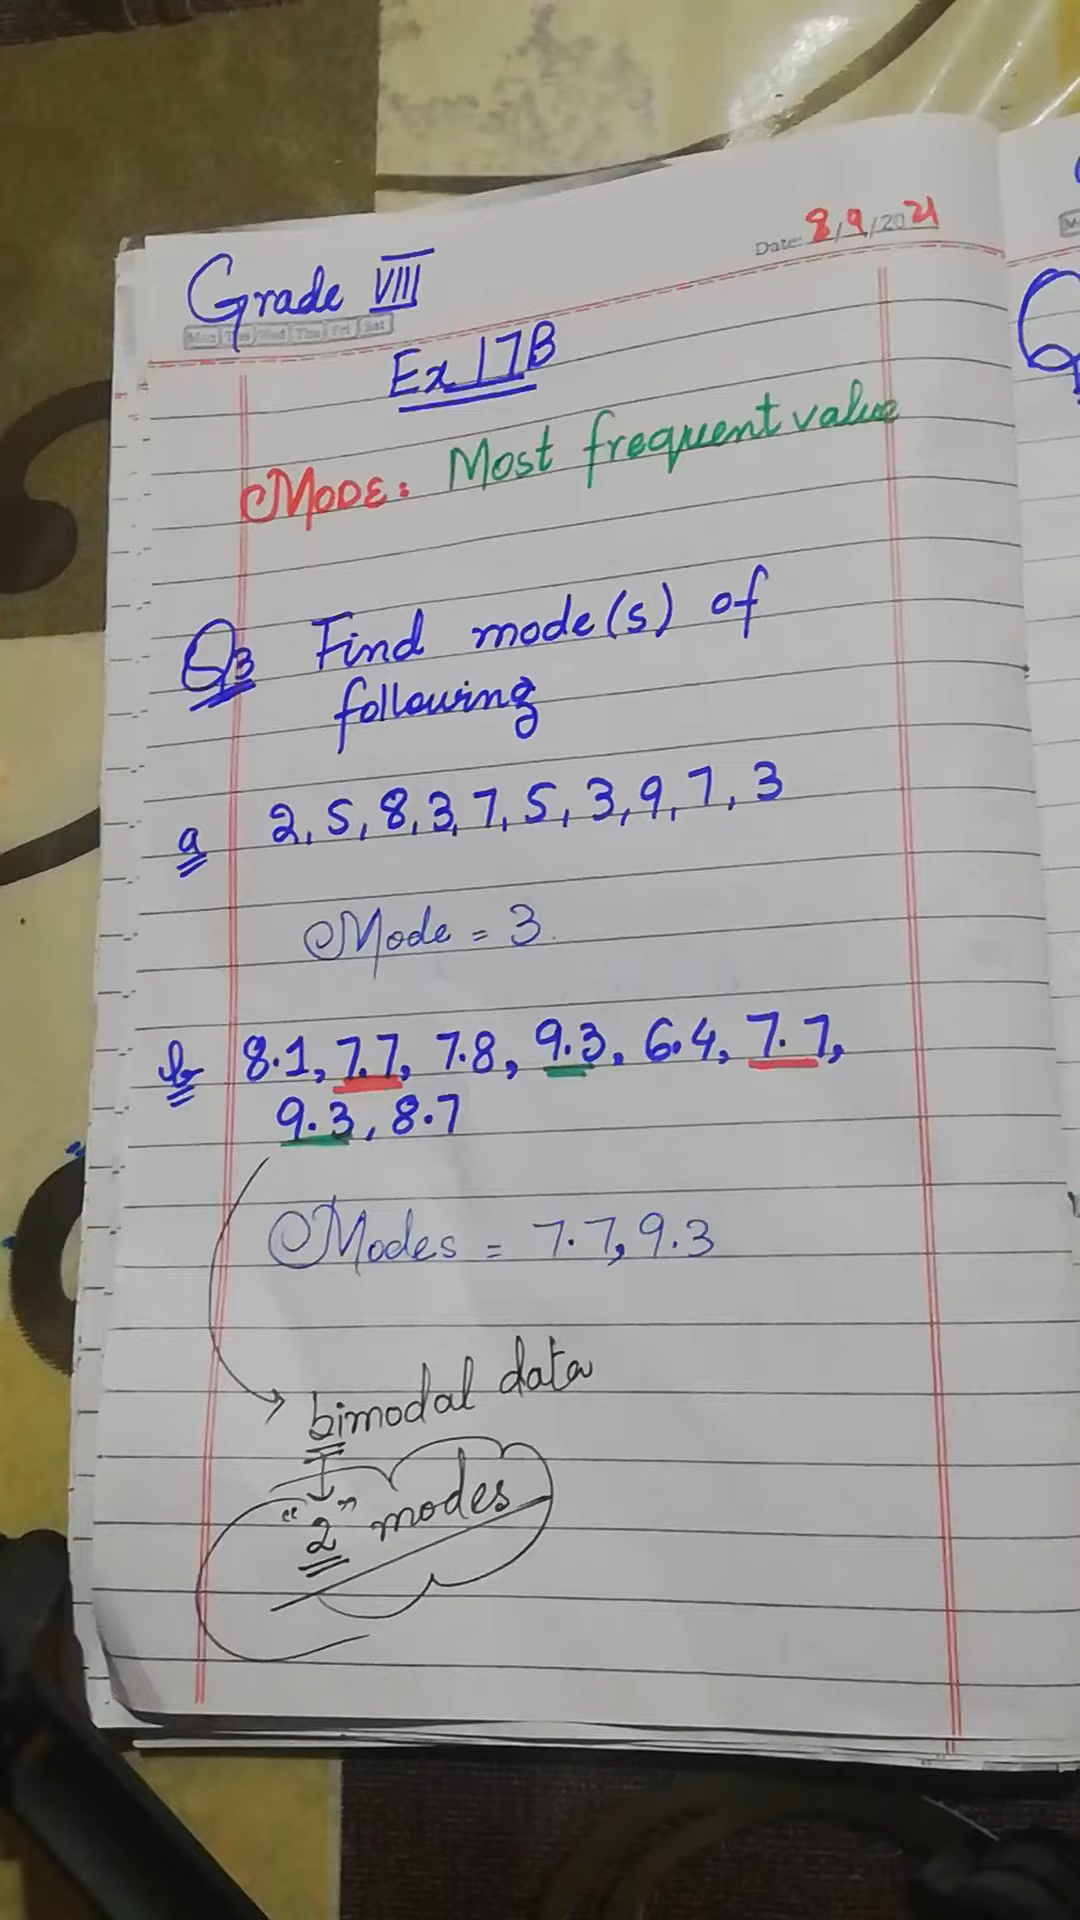 Date: 8/9/2021
Grade VIII
Mon Tue Wed Thu Fri Sat
Ex 17B
MODE: Most frequent value
Q3 Find mode(s) of
following
a 2, 5, 8, 3, 7, 5, 3, 9, 7, 3
Mode = 3.
b 8.1, 7.7, 7.8, 9.3, 6.4, 7.7,
9.3, 8.7
Modes = 7.7, 9.3
bimodal data
"2" modes